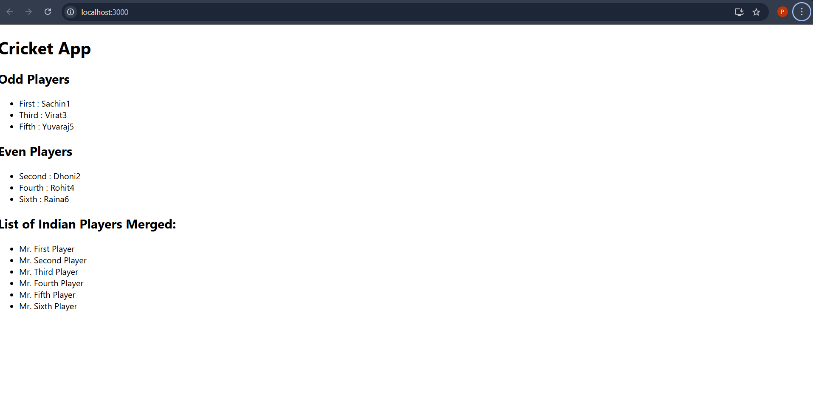 localhost:3000
P
Cricket App
Odd Players
First : Sachin1
Third : Virat3
Fifth : Yuvaraj5
Even Players
Second : Dhoni2
Fourth : Rohit4
Sixth : Raina6
List of Indian Players Merged:
Mr. First Player
Mr. Second Player
Mr. Third Player
Mr. Fourth Player
Mr. Fifth Player
Mr. Sixth Player